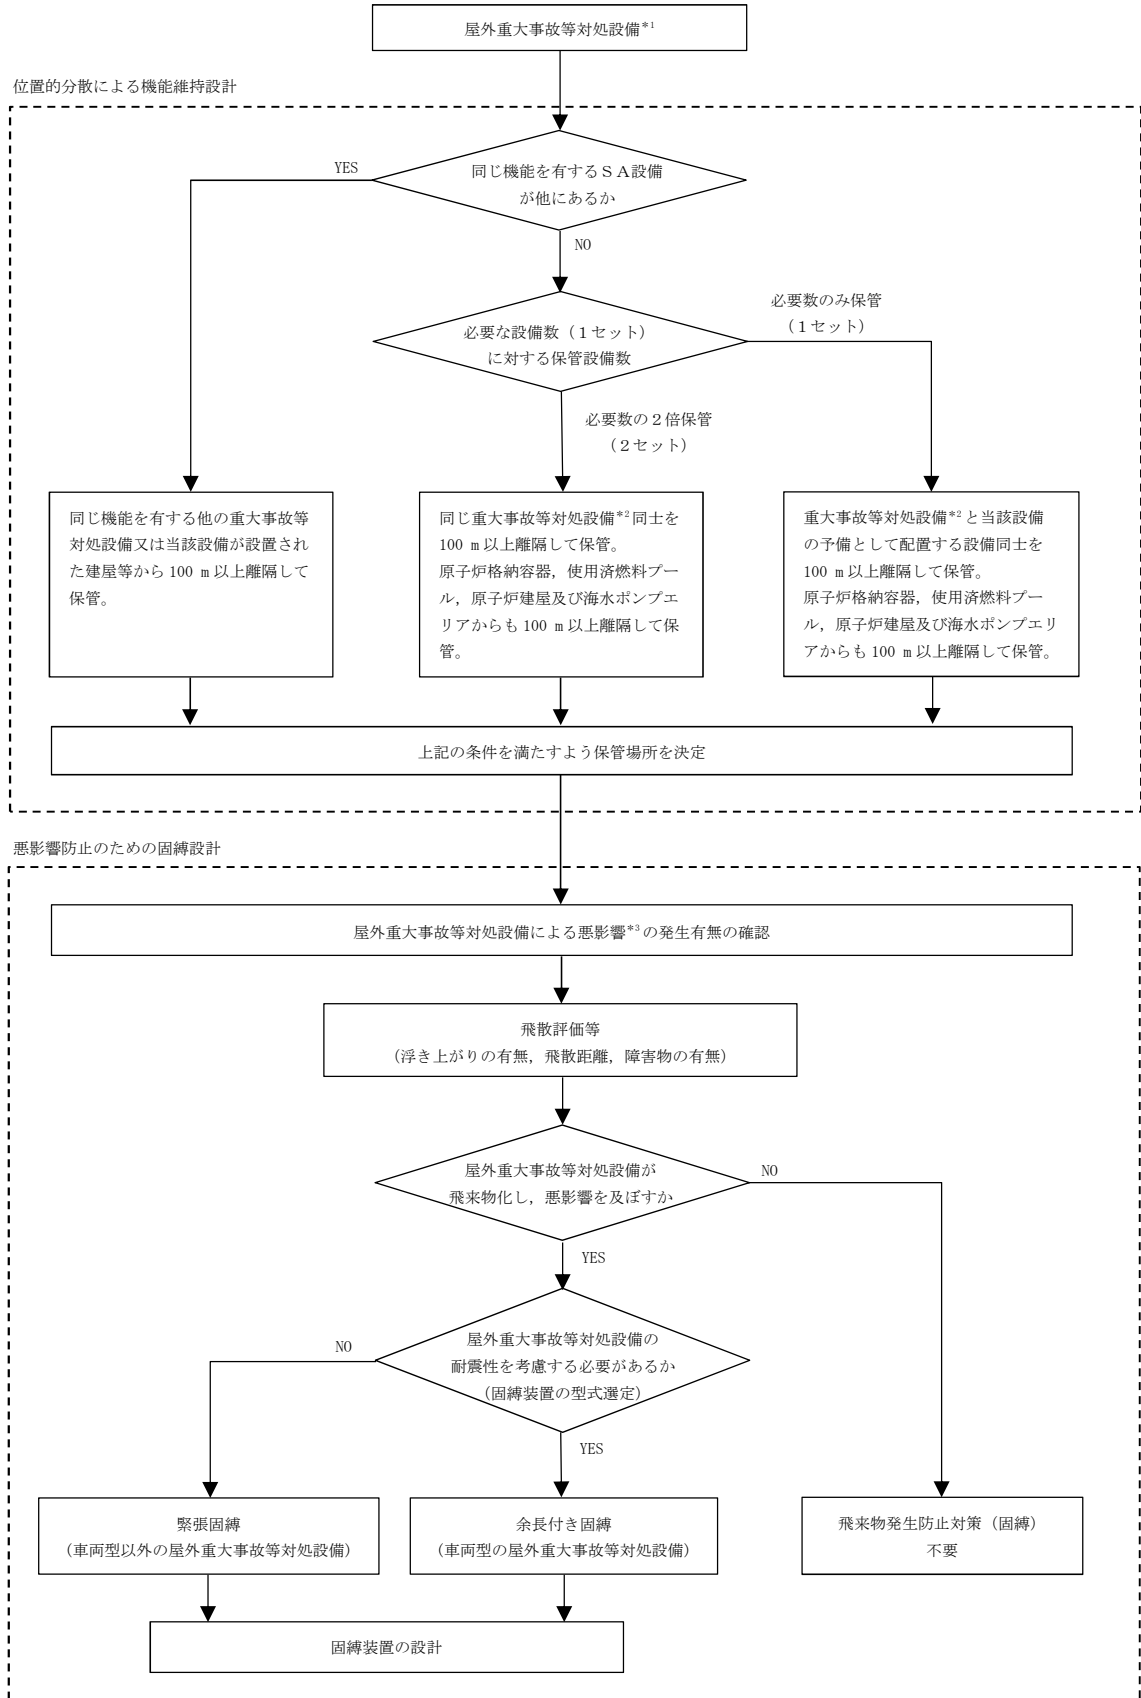 屋外重大事故等対処設備*1
位置的分散による機能維持設計
同じ機能を有するＳＡ設備
が他にあるか
YES
NO
必要な設備数（１セット）
に対する保管設備数
必要数のみ保管
（１セット）
必要数の２倍保管
（２セット）
同じ機能を有する他の重大事故等
対処設備又は当該設備が設置され
た建屋等から 100 m 以上離隔して
保管。
同じ重大事故等対処設備*2同士を
100 m 以上離隔して保管。
原子炉格納容器，使用済燃料プー
ル，原子炉建屋及び海水ポンプエ
リアからも 100 m 以上離隔して保
管。
重大事故等対処設備*2と当該設備
の予備として配置する設備同士を
100 m 以上離隔して保管。
原子炉格納容器，使用済燃料プー
ル，原子炉建屋及び海水ポンプエリ
アからも 100 m 以上離隔して保管。
上記の条件を満たすよう保管場所を決定
悪影響防止のための固縛設計
屋外重大事故等対処設備による悪影響*3の発生有無の確認
飛散評価等
（浮き上がりの有無，飛散距離，障害物の有無）
屋外重大事故等対処設備が
飛来物化し，悪影響を及ぼすか
NO
YES
屋外重大事故等対処設備の
耐震性を考慮する必要があるか
（固縛装置の型式選定）
NO
YES
緊張固縛
（車両型以外の屋外重大事故等対処設備）
余長付き固縛
（車両型の屋外重大事故等対処設備）
飛来物発生防止対策（固縛）
不要
固縛装置の設計